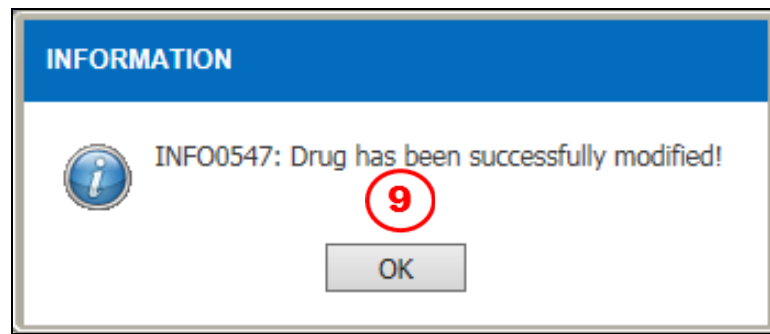 INFORMATION
INFO0547: Drug has been successfully modified!
9
OK